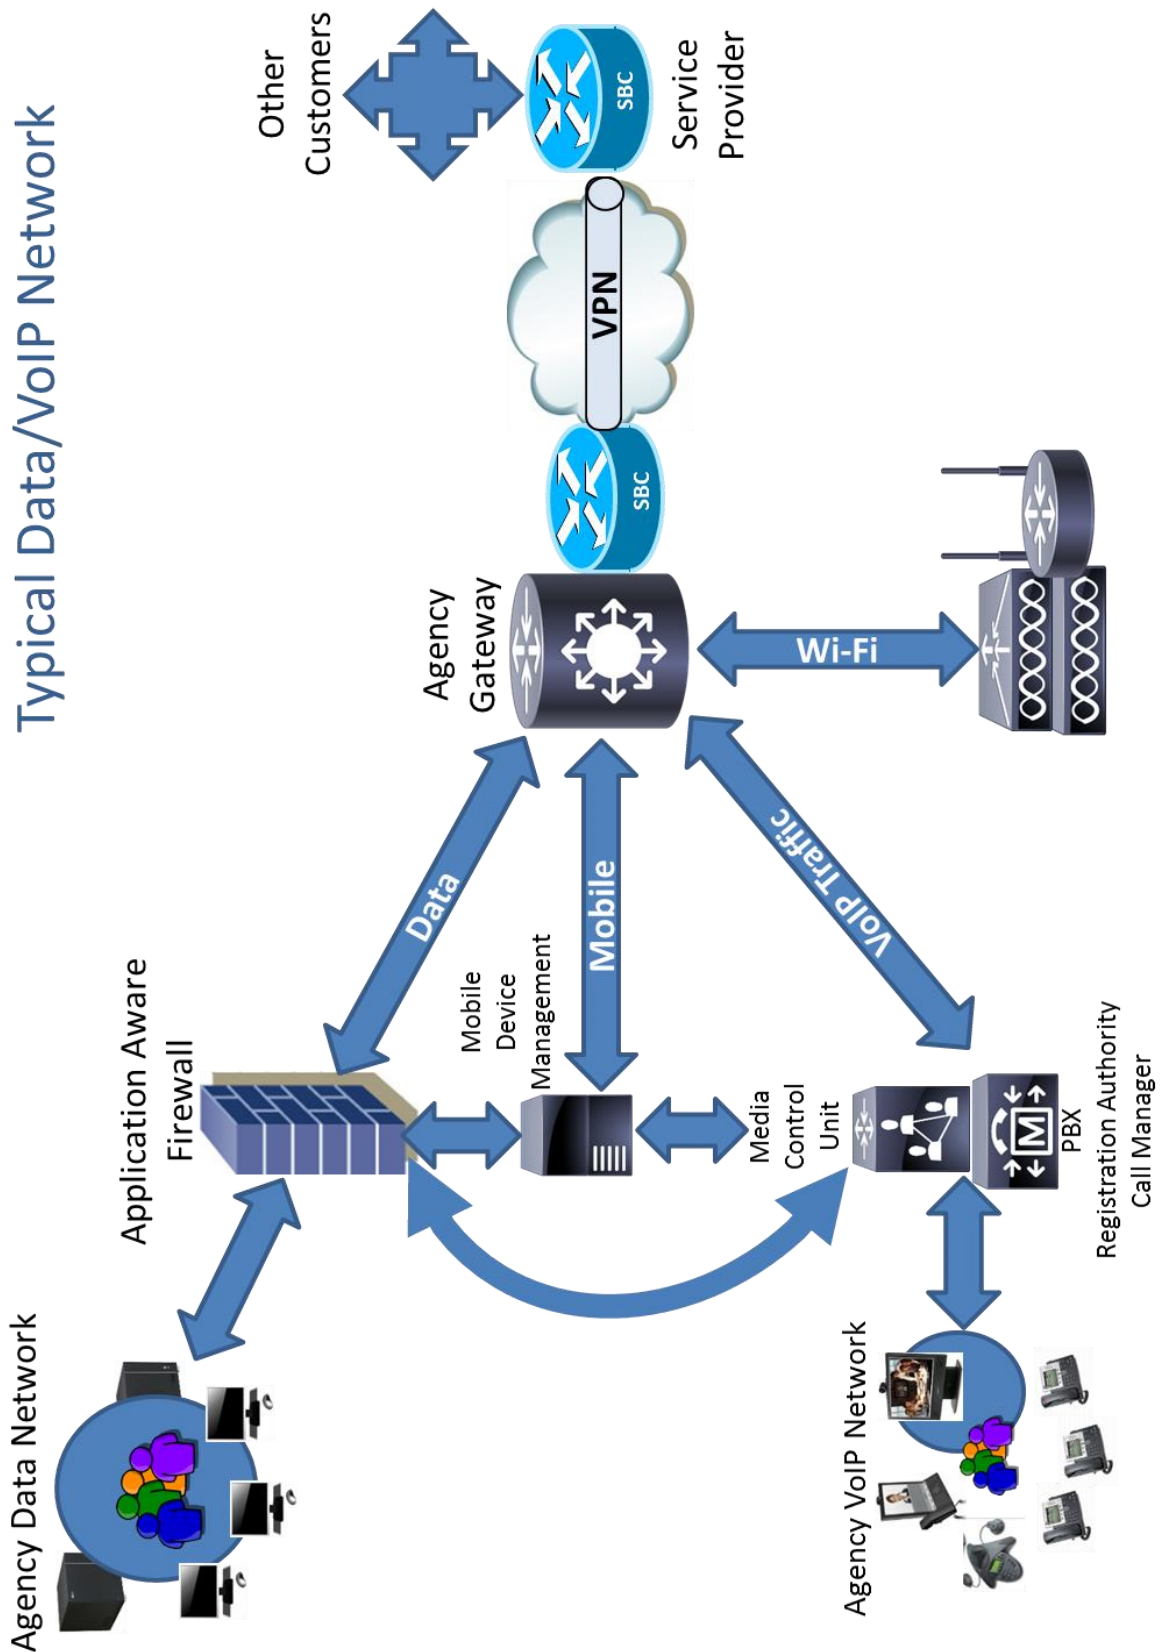 Typical Data/VoIP Network
Agency Data Network
Application Aware
Firewall
Data
Agency
Gateway
Other
Customers
SBC
VPN
SBC
Service
Provider
Mobile
Device
Management
Mobile
Media
Control
Unit
VoIP Traffic
Wi-Fi
Agency VoIP Network
M
PBX
Registration Authority
Call Manager